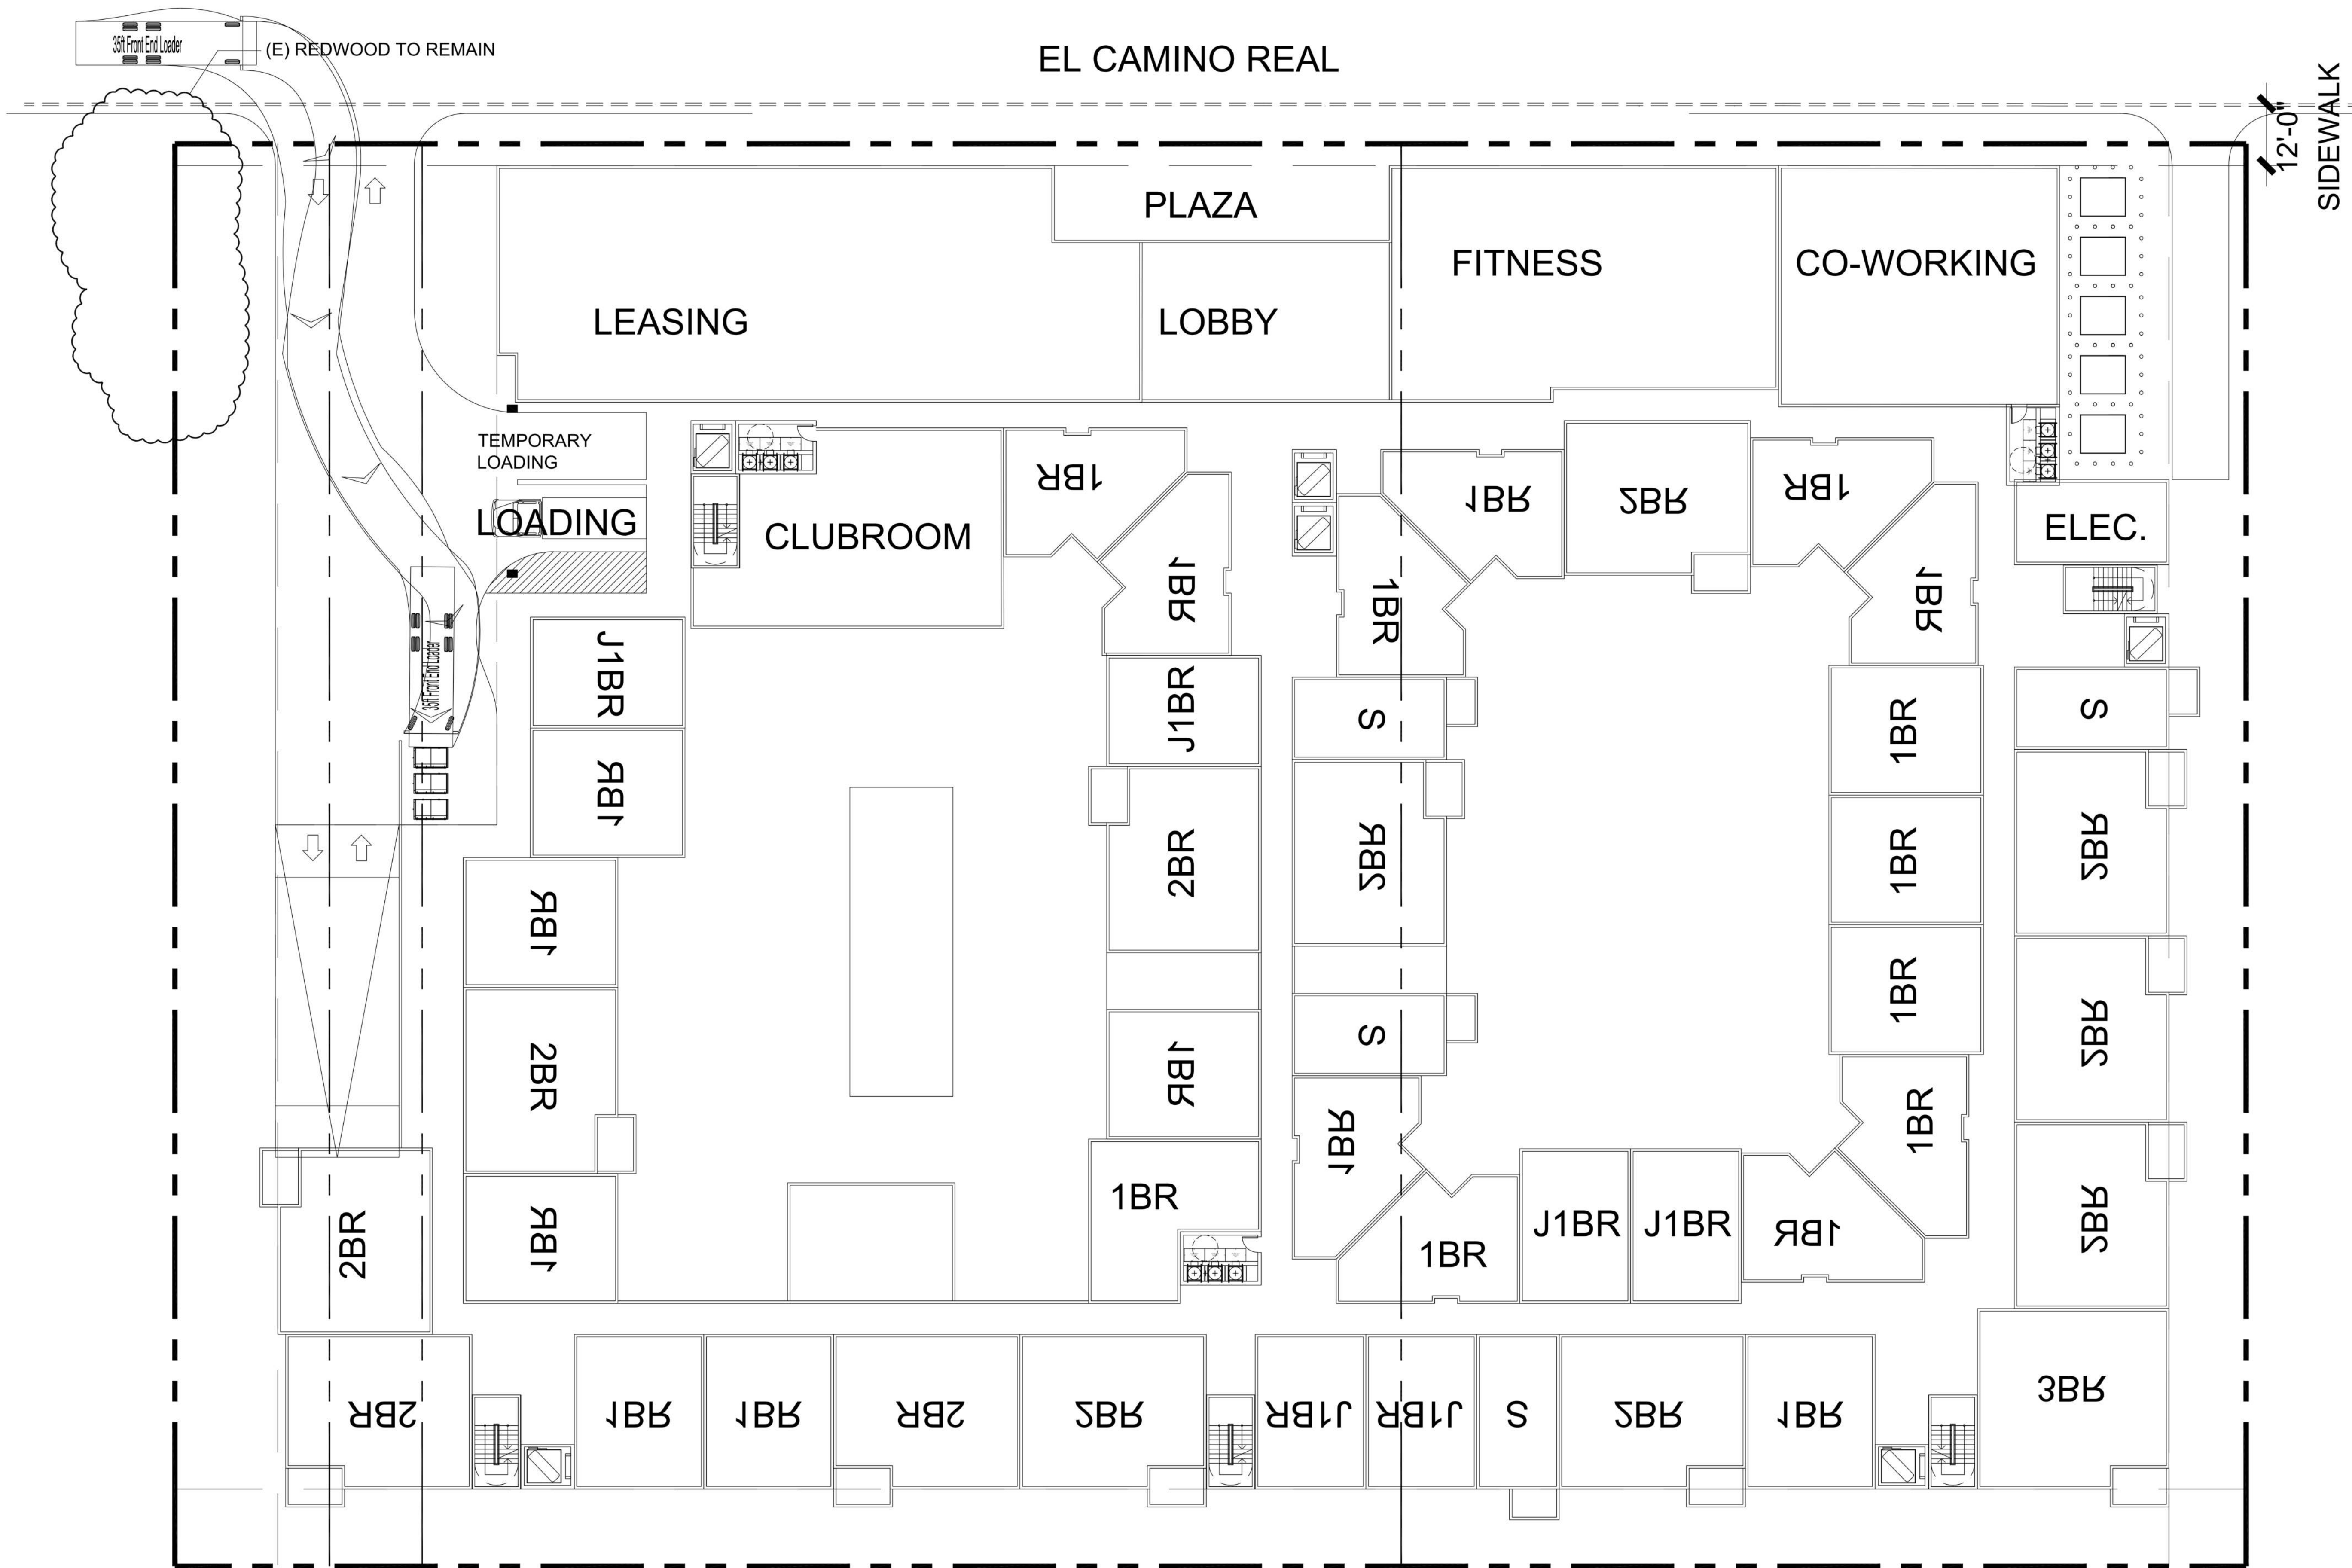 35ft Front End Loader
(E) REDWOOD TO REMAIN
EL CAMINO REAL
12'-0"
SIDEWALK
PLAZA
LEASING
LOBBY
FITNESS
CO-WORKING
TEMPORARY
LOADING
LOADING
CLUBROOM
1BR
1BR
2BR
1BR
ELEC.
1BR
1BR
1BR
35ft Front End Loader
J1BR
J1BR
S
1BR
S
1BR
2BR
2BR
1BR
2BR
1BR
1BR
2BR
2BR
1BR
S
1BR
1BR
1BR
2BR
1BR
1BR
1BR
J1BR
J1BR
1BR
2BR
2BR
1BR
1BR
2BR
2BR
J1BR
J1BR
S
2BR
1BR
3BR